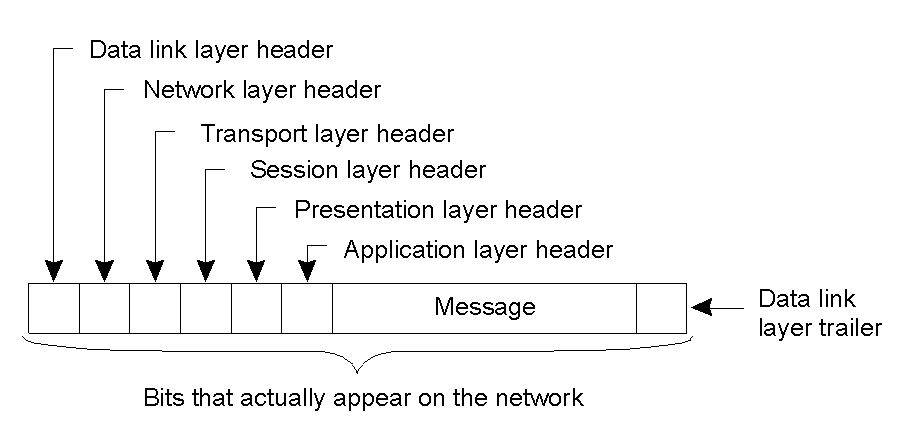 Data link layer header
Network layer header
Transport layer header
Session layer header
Presentation layer header
Application layer header
Message
Data link
layer trailer
Bits that actually appear on the network